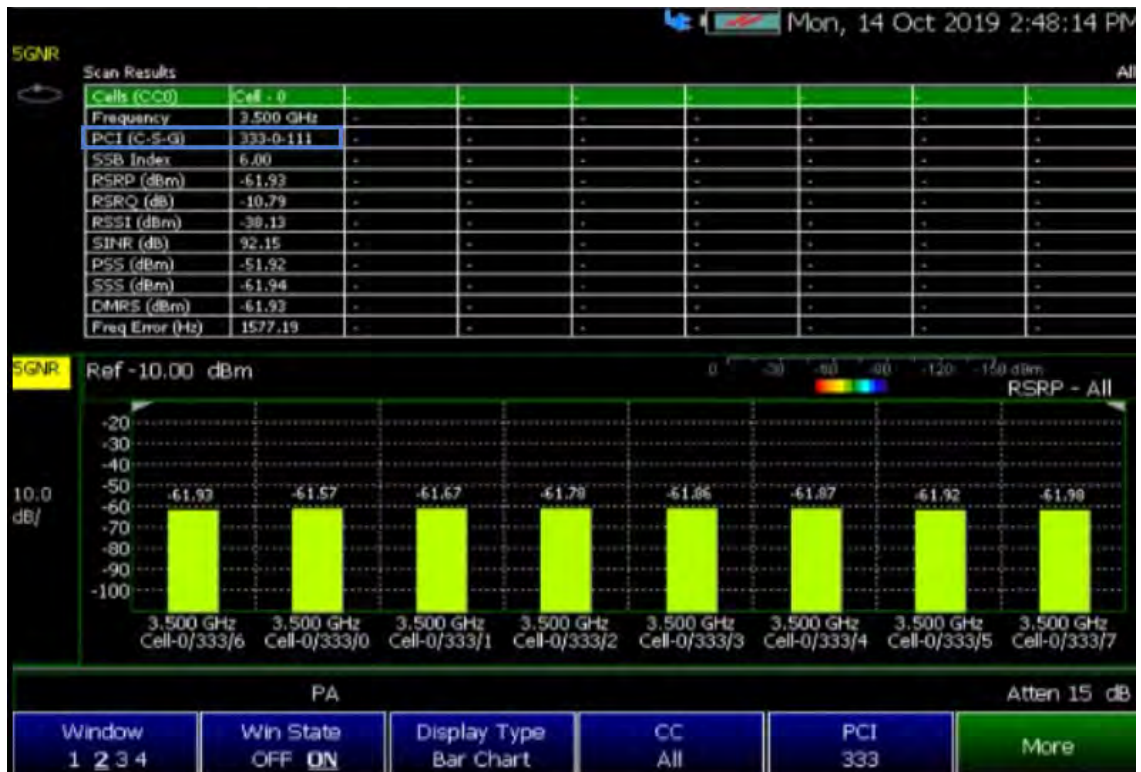 Mon, 14 Oct 2019 2:48:14 PM
5GNR
Scan Results All
Cells (CC0) Cell - 0 - - - - - - -
Frequency 3.500 GHz - - - - - - -
PCI (C-S-G) 333-0-111 - - - - - - -
SSB Index 6.00 - - - - - - -
RSRP (dBm) -61.93 - - - - - - -
RSRQ (dB) -10.79 - - - - - - -
RSSI (dBm) -38.13 - - - - - - -
SINR (dB) 92.15 - - - - - - -
PSS (dBm) -51.92 - - - - - - -
SSS (dBm) -61.94 - - - - - - -
DMRS (dBm) -61.93 - - - - - - -
Freq Error (Hz) 1577.19 - - - - - - -
5GNR Ref -10.00 dBm 0 -30 -60 -90 -120 -150 dBm
RSRP - All
-20
-30
-40
-50
-61.93 -61.57 -61.67 -61.78 -61.86 -61.87 -61.92 -61.98
10.0
dB/
-60
-70
-80
-90
-100
3.500 GHz 3.500 GHz 3.500 GHz 3.500 GHz 3.500 GHz 3.500 GHz 3.500 GHz 3.500 GHz
Cell-0/333/6 Cell-0/333/0 Cell-0/333/1 Cell-0/333/2 Cell-0/333/3 Cell-0/333/4 Cell-0/333/5 Cell-0/333/7
PA Atten 15 dB
Window Win State Display Type CC PCI More
1 2 3 4 OFF ON Bar Chart All 333